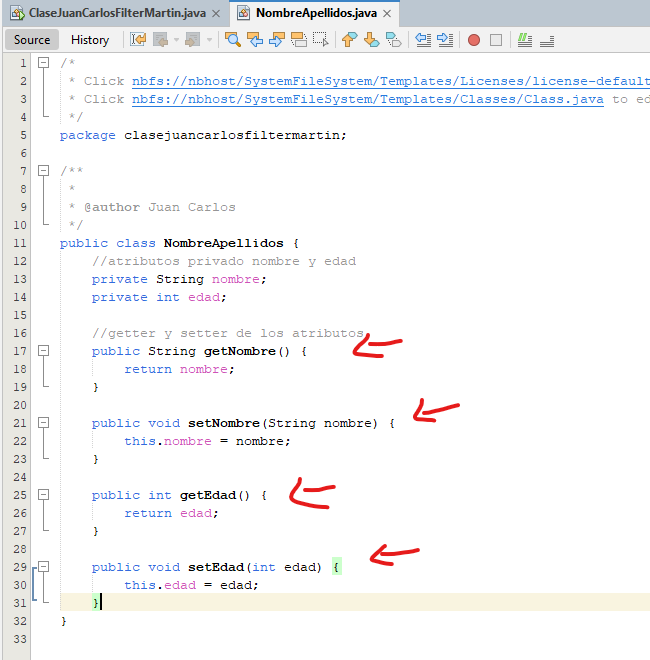 ClaseJuanCarlosFilterMartin.java
NombreApellidos.java
Source History
1 /*
2 * Click nbfs://nbhost/SystemFileSystem/Templates/Licenses/license-default
3 * Click nbfs://nbhost/SystemFileSystem/Templates/Classes/Class.java to ed
4 */
5 package clasejuancarlosfiltermartin;
6
7 /**
8 *
9 * @author Juan Carlos
10 */
11 public class NombreApellidos {
12 //atributos privado nombre y edad
13 private String nombre;
14 private int edad;
15
16 //getter y setter de los atributos
17 public String getNombre() {
18 return nombre;
19 }
20
21 public void setNombre(String nombre) {
22 this.nombre = nombre;
23 }
24
25 public int getEdad() {
26 return edad;
27 }
28
29 public void setEdad(int edad) {
30 this.edad = edad;
31 }
32 }
33